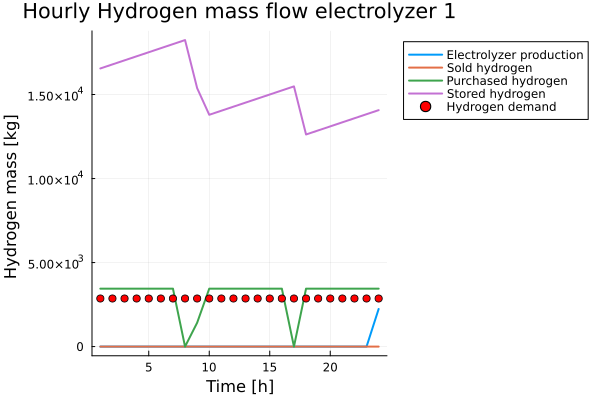 Hourly Hydrogen mass flow electrolyzer 1
Electrolyzer production
Sold hydrogen
Purchased hydrogen
Stored hydrogen
Hydrogen demand
Hydrogen mass [kg]
1.50×10⁴
1.00×10⁴
5.00×10³
0
5 10 15 20
Time [h]